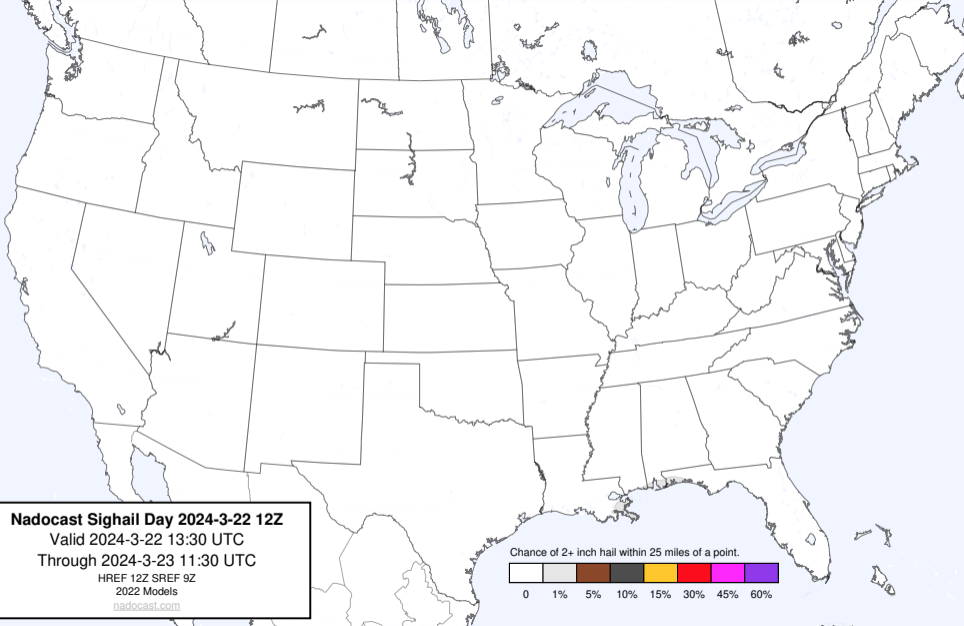 Nadocast Sighail Day 2024-3-22 12Z
Valid 2024-3-22 13:30 UTC
Through 2024-3-23 11:30 UTC
HREF 12Z SREF 9Z
2022 Models
nadocast.com
Chance of 2+ inch hail within 25 miles of a point.
0 1% 5% 10% 15% 30% 45% 60%